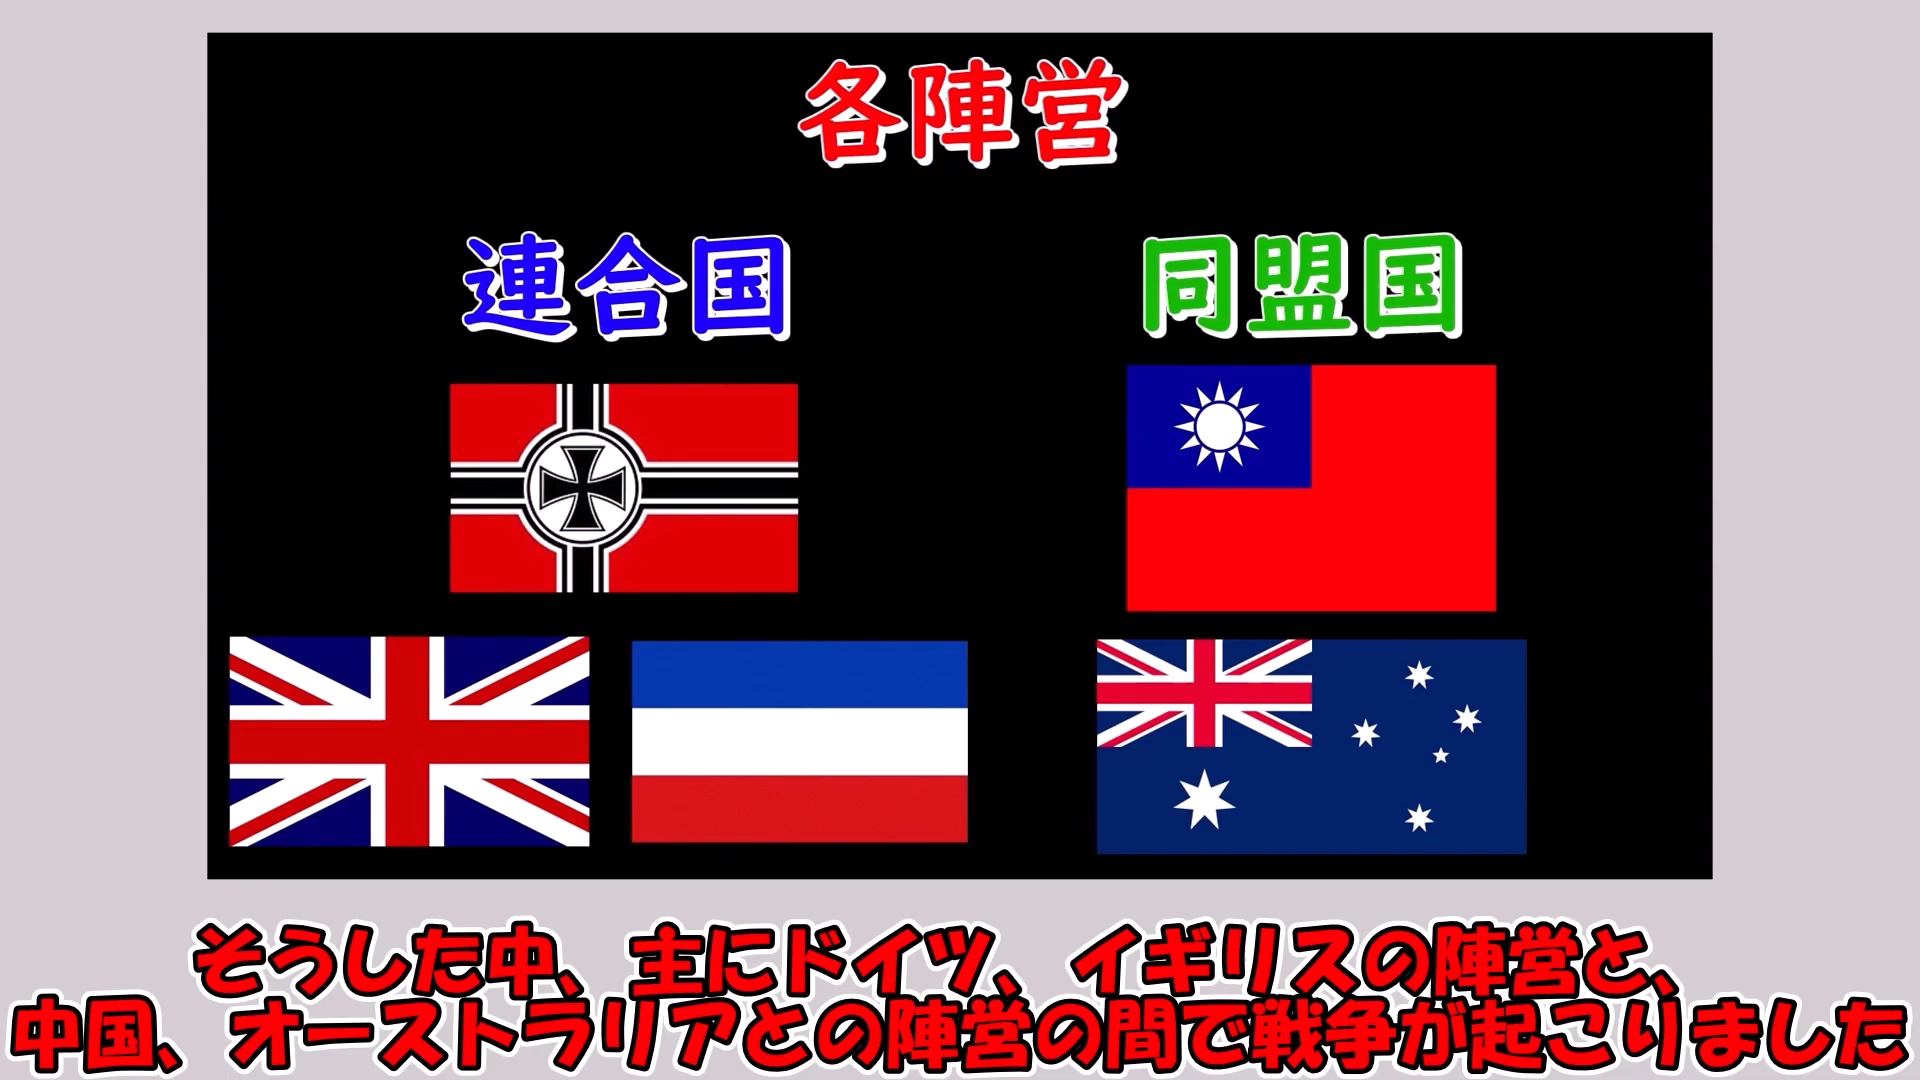 各陣営
連合国
同盟国
そうした中、主にドイツ、イギリスの陣営と、
中国、オーストラリアとの陣営の間で戦争が起こりました